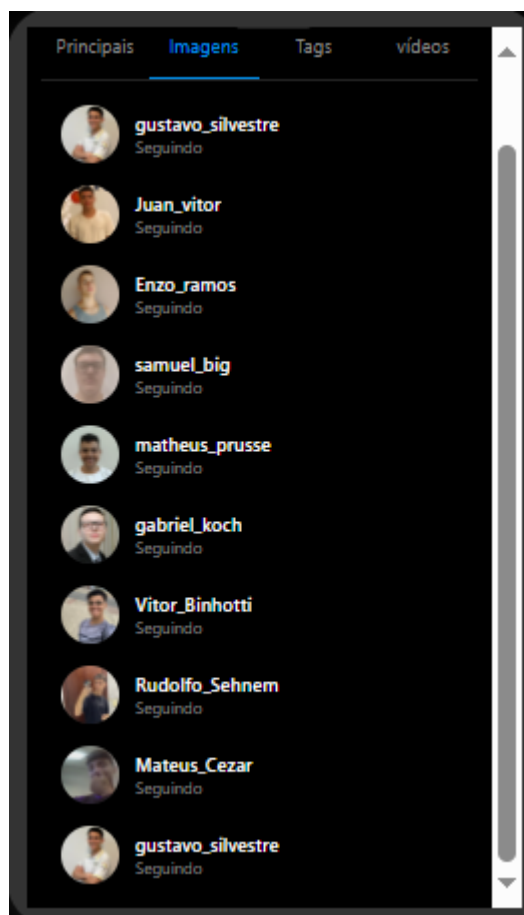 Principais Imagens Tags vídeos
gustavo_silvestre
Seguindo
Juan_vitor
Seguindo
Enzo_ramos
Seguindo
samuel_big
Seguindo
matheus_prusse
Seguindo
gabriel_koch
Seguindo
Vitor_Binhotti
Seguindo
Rudolfo_Sehnem
Seguindo
Mateus_Cezar
Seguindo
gustavo_silvestre
Seguindo